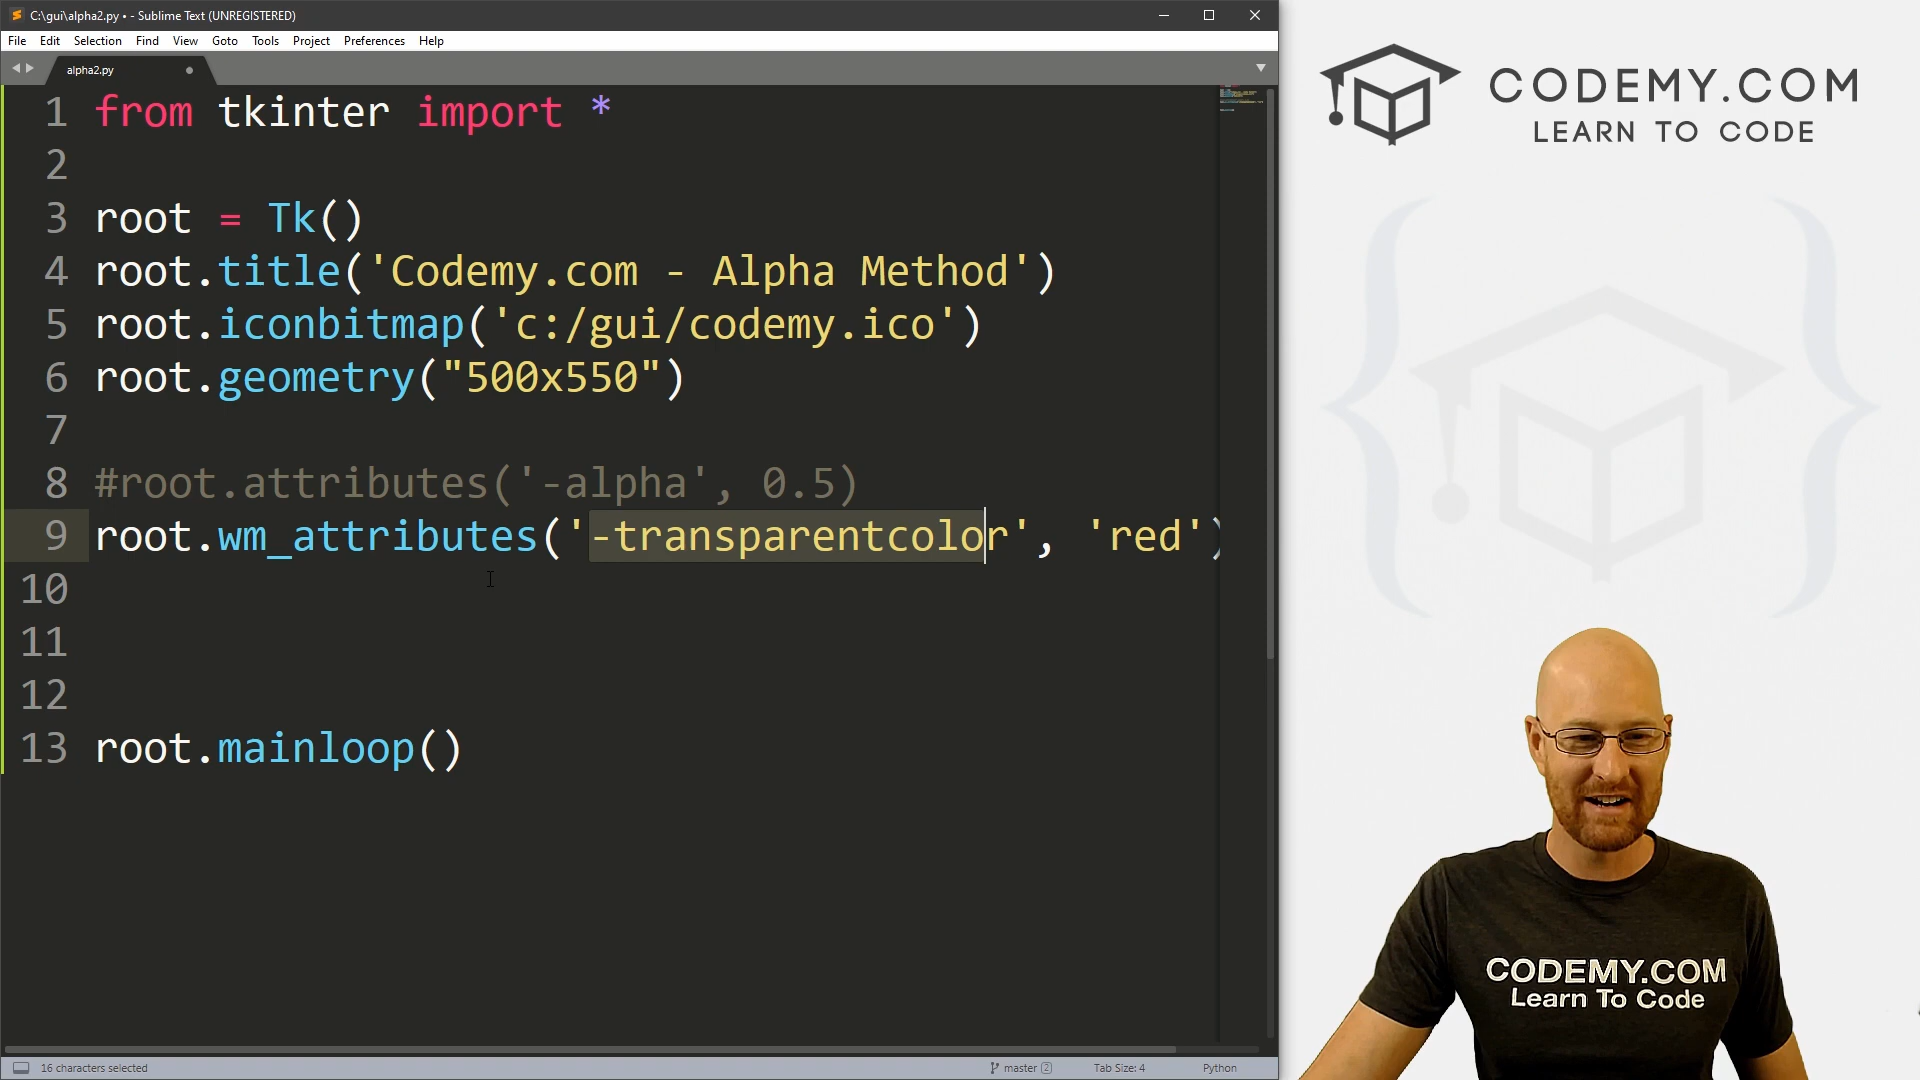 C:\gui\alpha2.py • - Sublime Text (UNREGISTERED)
File Edit Selection Find View Goto Tools Project Preferences Help
alpha2.py
1 from tkinter import *
2
3 root = Tk()
4 root.title('Codemy.com - Alpha Method')
5 root.iconbitmap('c:/gui/codemy.ico')
6 root.geometry("500x550")
7
8 #root.attributes('-alpha', 0.5)
9 root.wm_attributes('-transparentcolor', 'red')
10
11
12
13 root.mainloop()
16 characters selected
master 2
Tab Size: 4
Python
CODEMY.COM
LEARN TO CODE
CODEMY.COM
Learn To Code